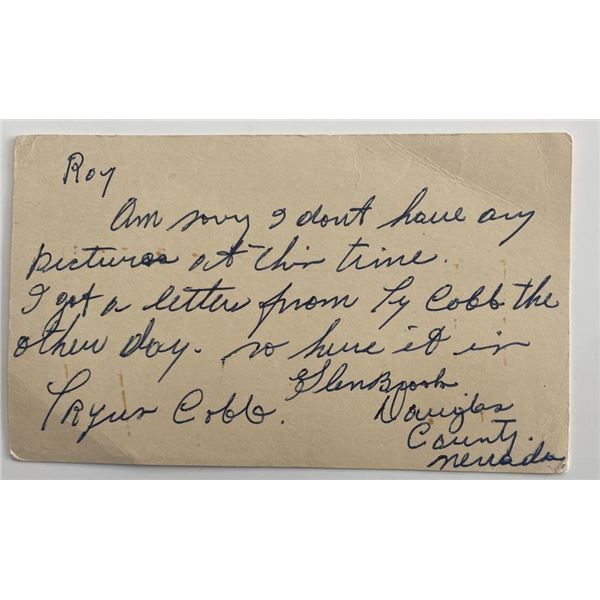 Roy
Am sorry I dont have any
pictures at this time.
I got a letter from Ty Cobb the
other day. so here it is
Tryus Cobb.
GlenBrook
Douglas
County.
Nevada